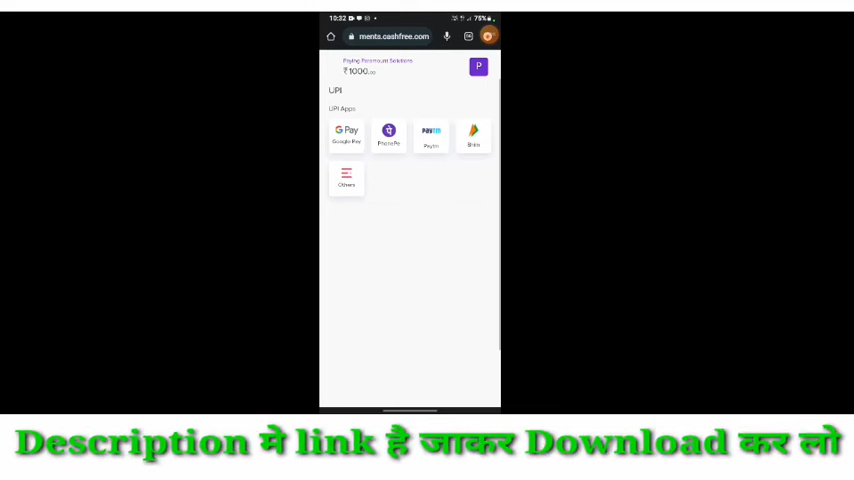 10:32 75%
ments.cashfree.com
Paying Paramount Solutions
₹1000.00
P
UPI
UPI Apps
G Pay पे Paytm
Google Pay PhonePe Paytm Bhim
Others
Description मे link है जाकर Download कर लो